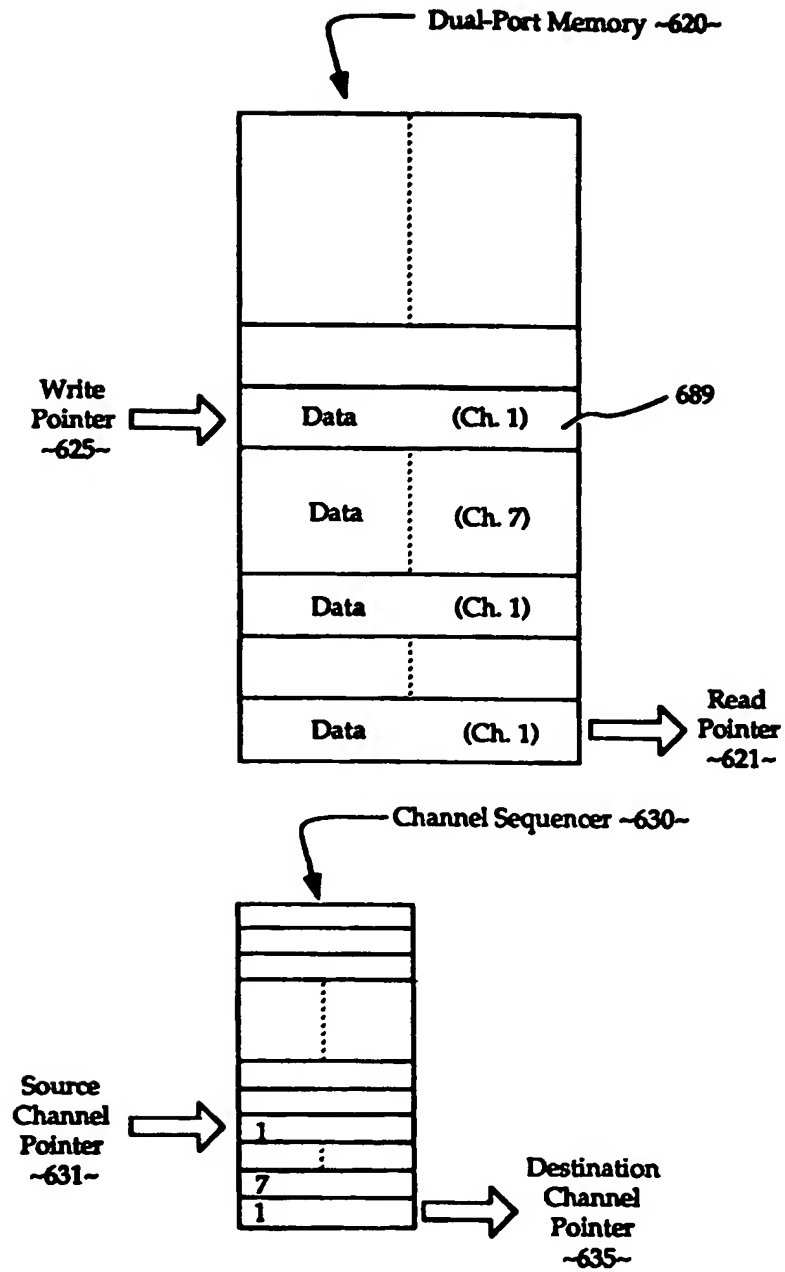 Dual-Port Memory ~620~
Write
Pointer
~625~
Data (Ch. 1)
689
Data (Ch. 7)
Data (Ch. 1)
Data (Ch. 1)
Read
Pointer
~621~
Channel Sequencer ~630~
Source
Channel
Pointer
~631~
1
7
1
Destination
Channel
Pointer
~635~